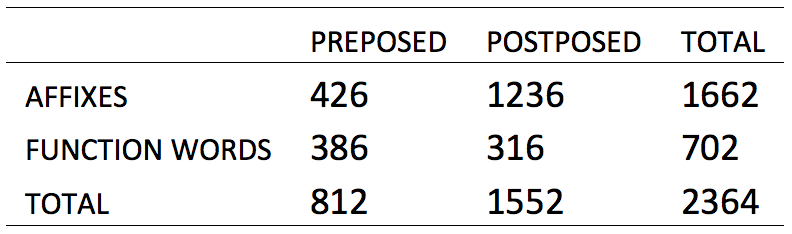 PREPOSED POSTPOSED TOTAL
AFFIXES 426 1236 1662
FUNCTION WORDS 386 316 702
TOTAL 812 1552 2364